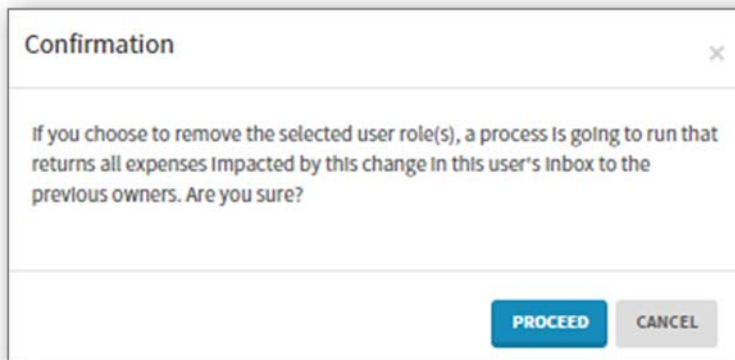 Confirmation
×
If you choose to remove the selected user role(s), a process is going to run that
returns all expenses impacted by this change in this user's inbox to the
previous owners. Are you sure?
PROCEED CANCEL